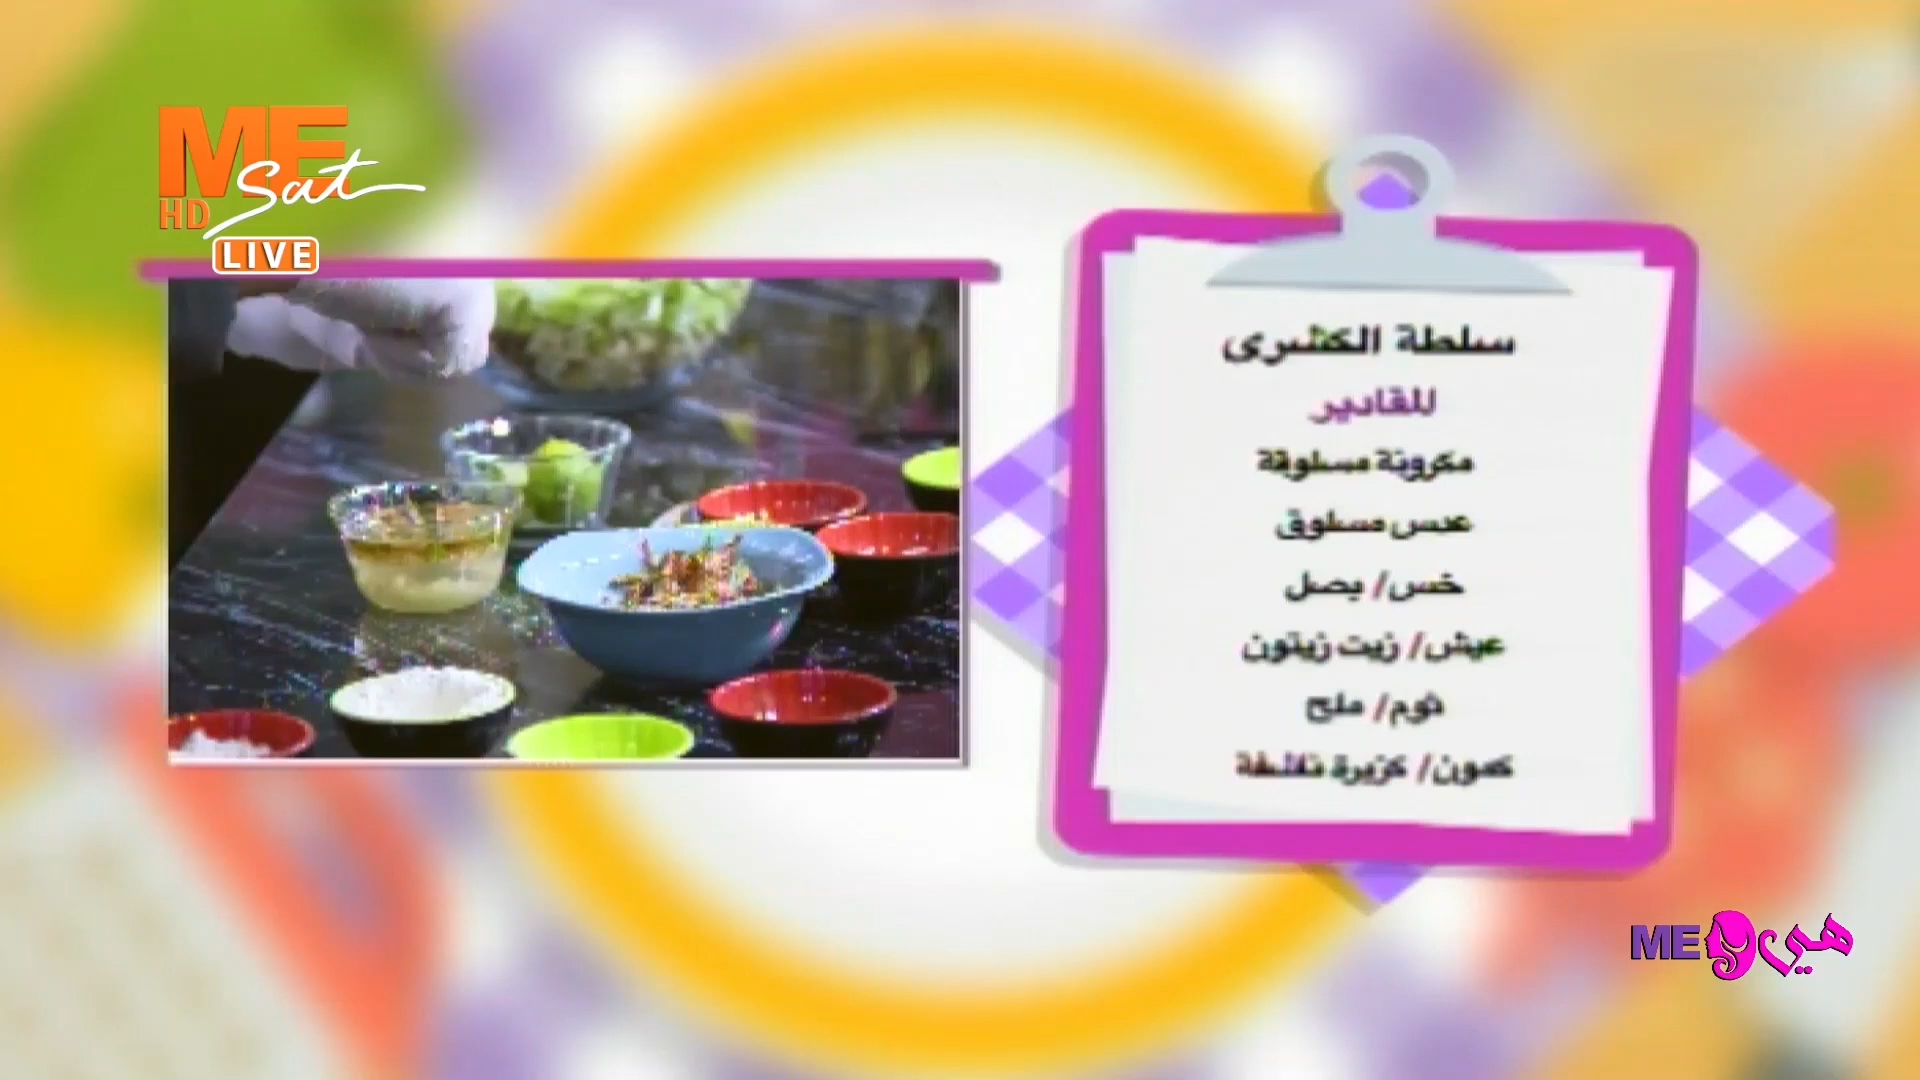 ME Sat
HD
LIVE
سلطة الكشرى
المقادير
مكرونة مسلوقة
عدس مسلوق
خس/ بصل
عيش/ زيت زيتون
ثوم/ ملح
كمون/ كزبرة ناشفة
ME هي